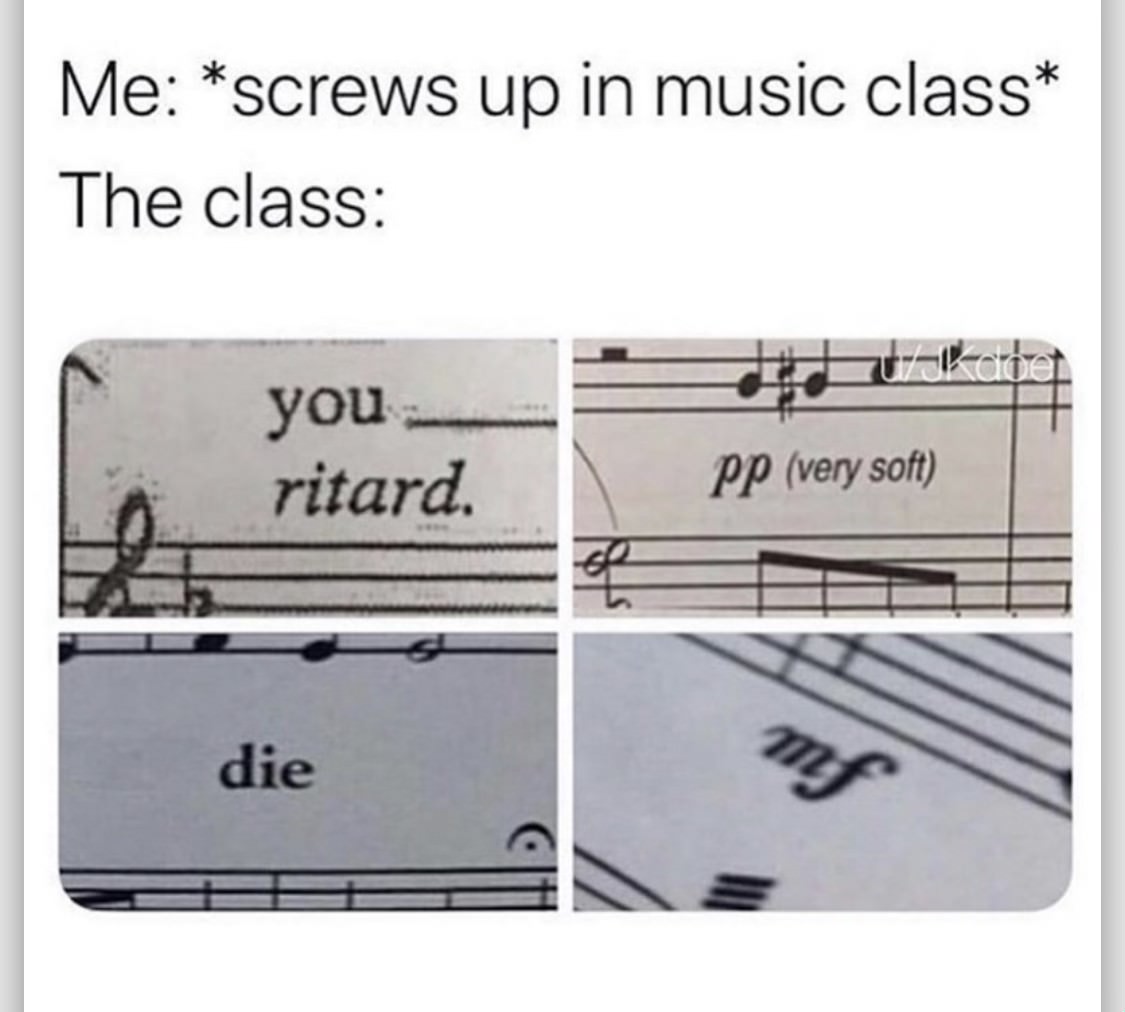 Me: *screws up in music class*
The class:
you
ritard.
u/JKdoe
pp (very soft)
die
mf